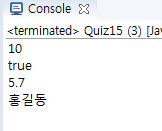 Console
<terminated> Quiz15 (3) [Jav
10
true
5.7
홍길동